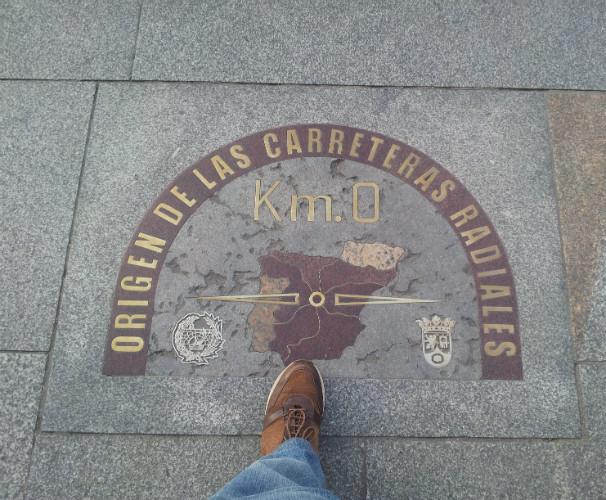 ORIGEN DE LAS CARRETERAS RADIALES
Km. 0